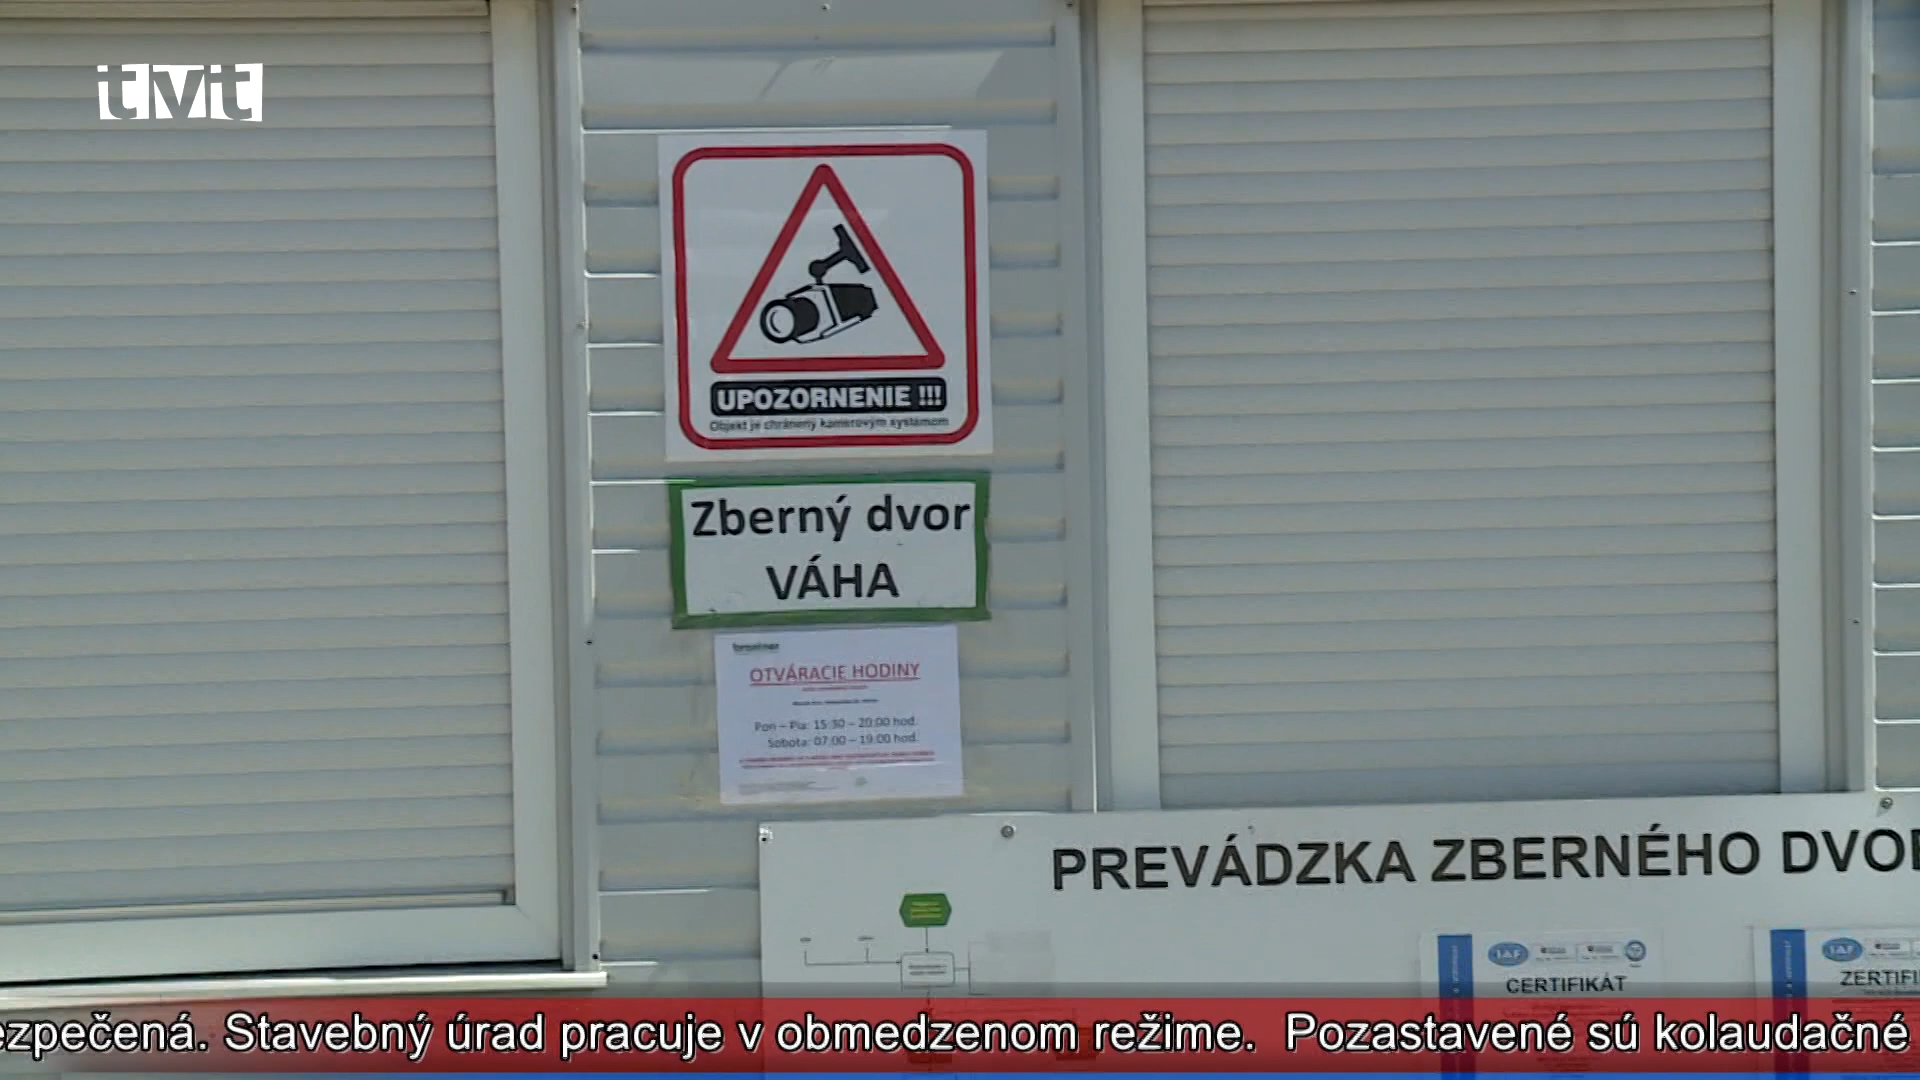 tvit
UPOZORNENIE !!!
Objekt je chránený kamerovým systémom
Zberný dvor
VÁHA
brantner
OTVÁRACIE HODINY
Pon – Pia: 15:30 – 20:00 hod.
Sobota: 07:00 – 19:00 hod.
PREVÁDZKA ZBERNÉHO DVO
CERTIFIKÁT
ZERTIFI
ezpečená. Stavebný úrad pracuje v obmedzenom režime. Pozastavené sú kolaudačné